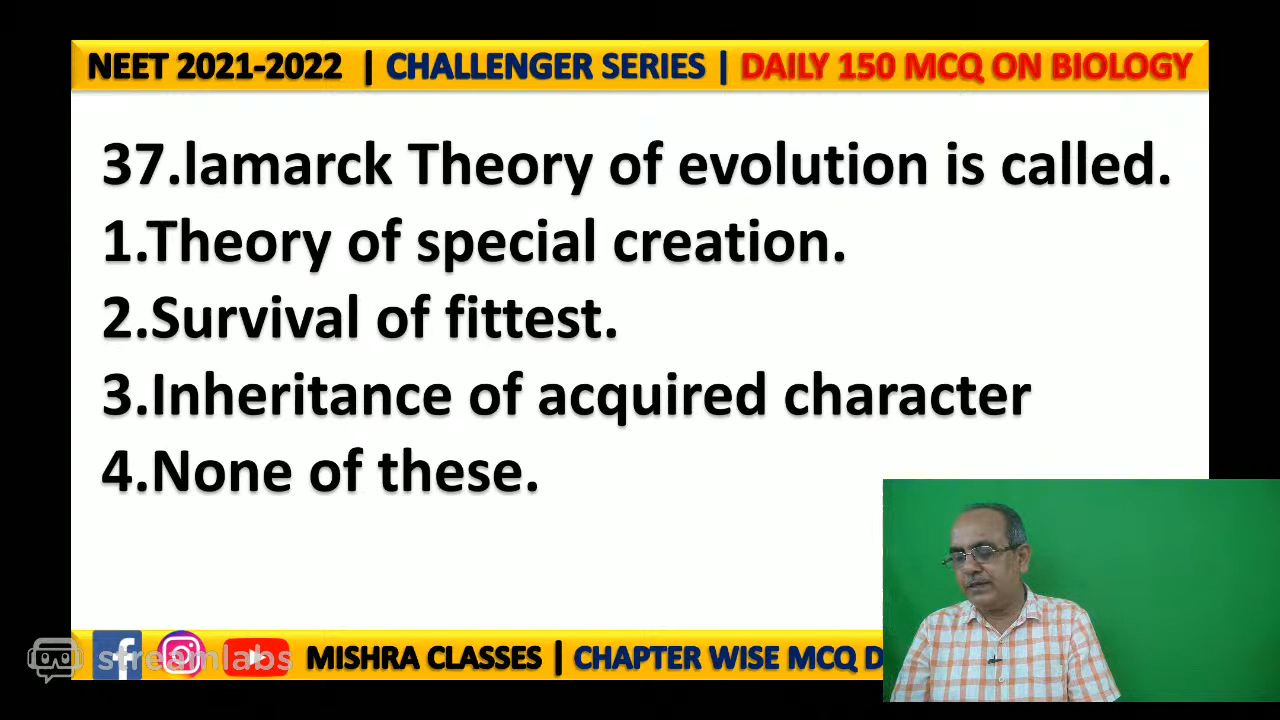 NEET 2021-2022 | CHALLENGER SERIES | DAILY 150 MCQ ON BIOLOGY
37.lamarck Theory of evolution is called.
1.Theory of special creation.
2.Survival of fittest.
3.Inheritance of acquired character
4.None of these.
streamlabs MISHRA CLASSES | CHAPTER WISE MCQ D